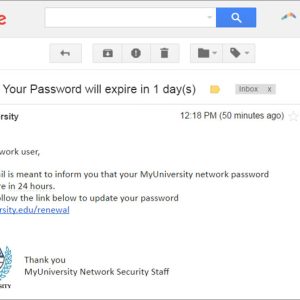 e
Your Password will expire in 1 day(s)
Inbox x
rsity
12:18 PM (50 minutes ago)
work user,
il is meant to inform you that your MyUniversity network password
re in 24 hours.
ollow the link below to update your password
rsity.edu/renewal
Thank you
MyUniversity Network Security Staff
RSITY